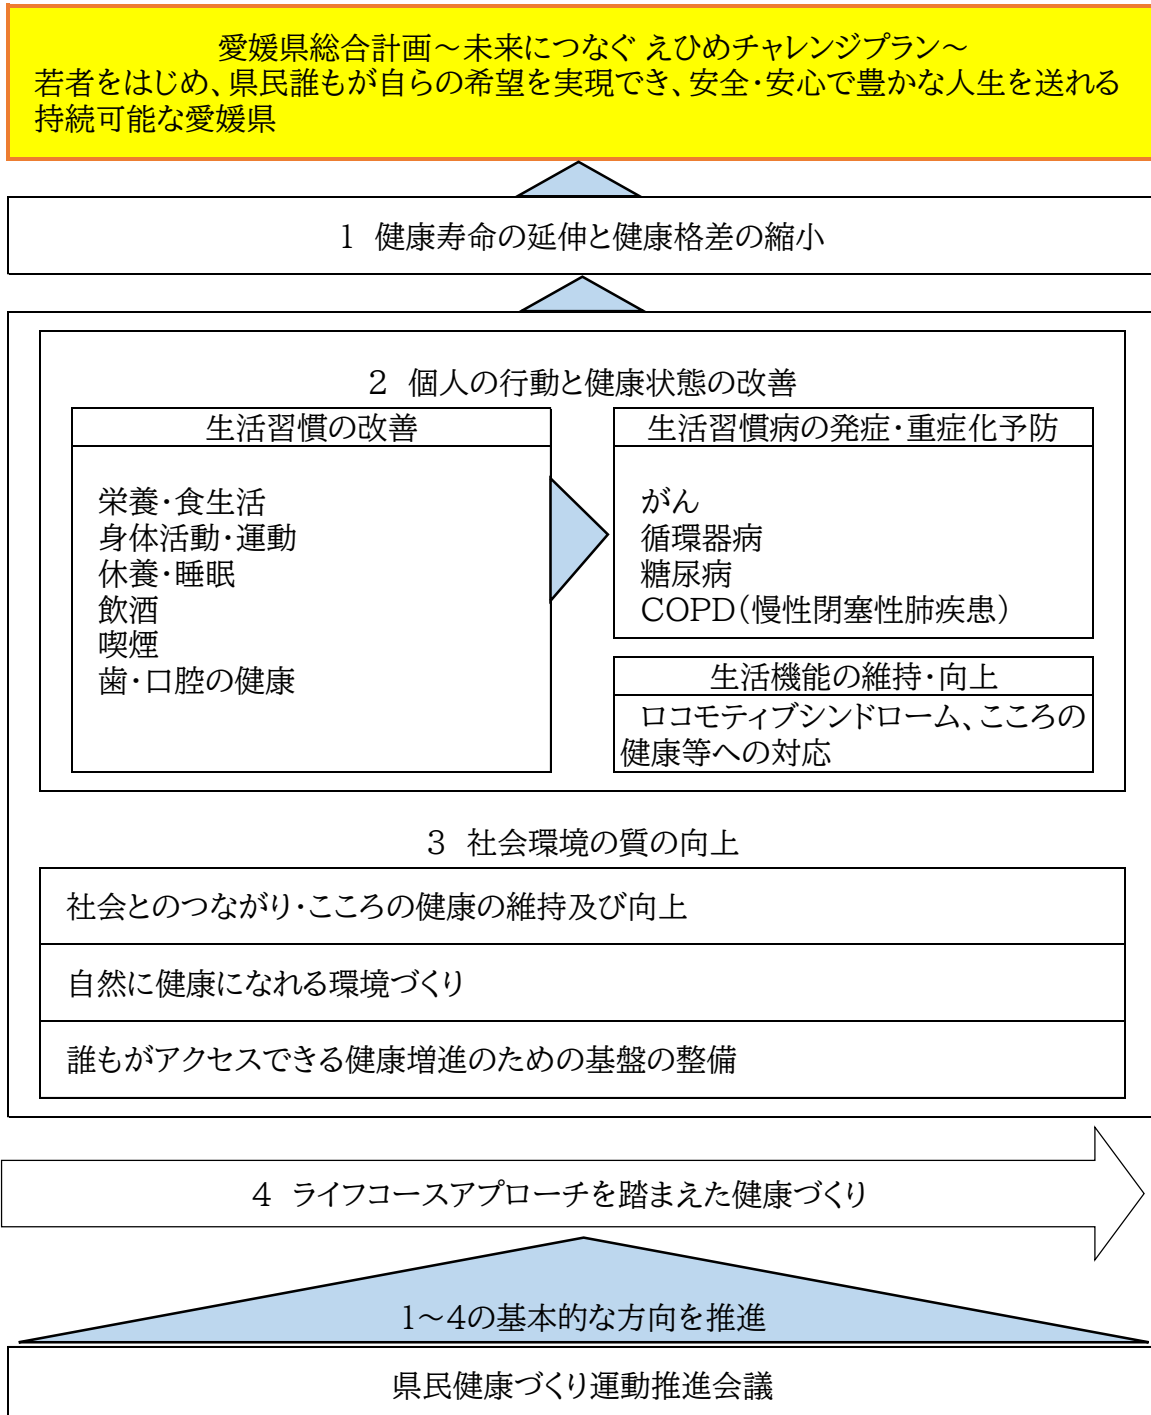 愛媛県総合計画～未来につなぐ えひめチャレンジプラン～
若者をはじめ、県民誰もが自らの希望を実現でき、安全・安心で豊かな人生を送れる
持続可能な愛媛県
1 健康寿命の延伸と健康格差の縮小
2 個人の行動と健康状態の改善
生活習慣の改善
栄養・食生活
身体活動・運動
休養・睡眠
飲酒
喫煙
歯・口腔の健康
生活習慣病の発症・重症化予防
がん
循環器病
糖尿病
COPD（慢性閉塞性肺疾患）
生活機能の維持・向上
ロコモティブシンドローム、こころの
健康等への対応
3 社会環境の質の向上
社会とのつながり・こころの健康の維持及び向上
自然に健康になれる環境づくり
誰もがアクセスできる健康増進のための基盤の整備
4 ライフコースアプローチを踏まえた健康づくり
1～4の基本的な方向を推進
県民健康づくり運動推進会議